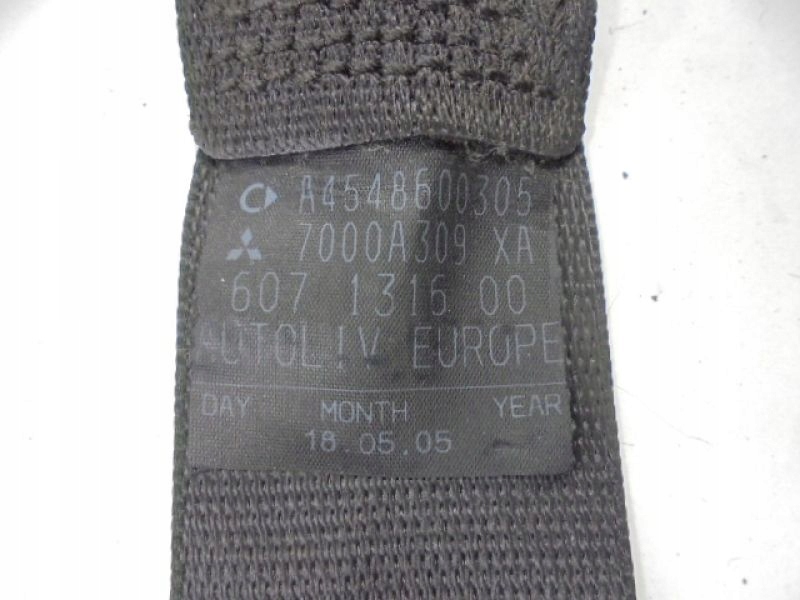 A4548600305
7000A309 XA
607 1316 00
AUTOLIV EUROPE
DAY MONTH YEAR
18.05.05